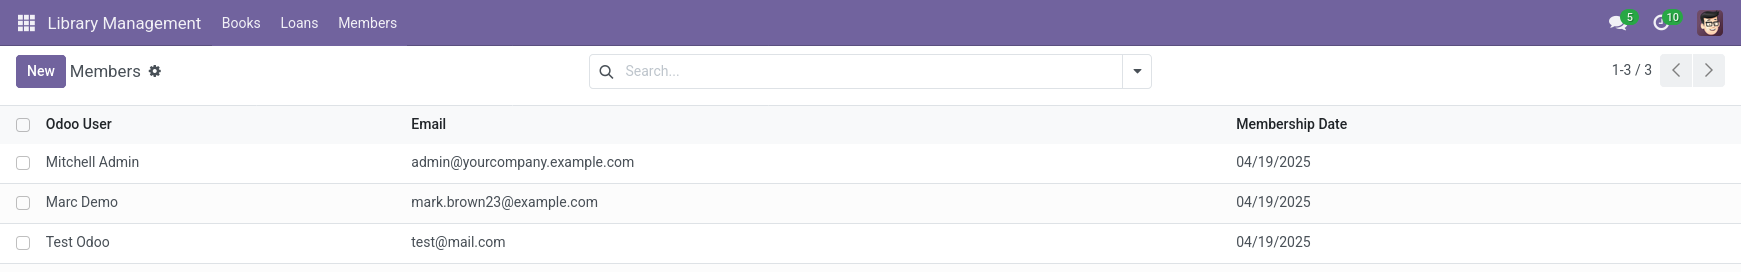 Library Management Books Loans Members 5 10
New Members Search... 1-3 / 3
Odoo User Email Membership Date
Mitchell Admin admin@yourcompany.example.com 04/19/2025
Marc Demo mark.brown23@example.com 04/19/2025
Test Odoo test@mail.com 04/19/2025